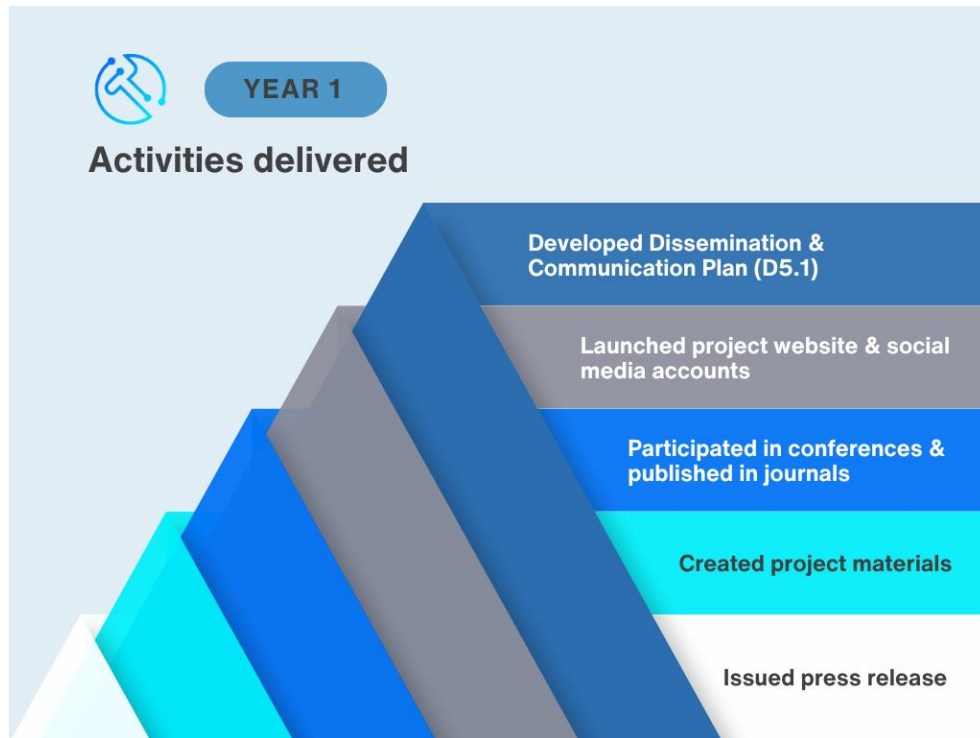 YEAR 1
Activities delivered
Developed Dissemination &
Communication Plan (D5.1)
Launched project website & social
media accounts
Participated in conferences &
published in journals
Created project materials
Issued press release